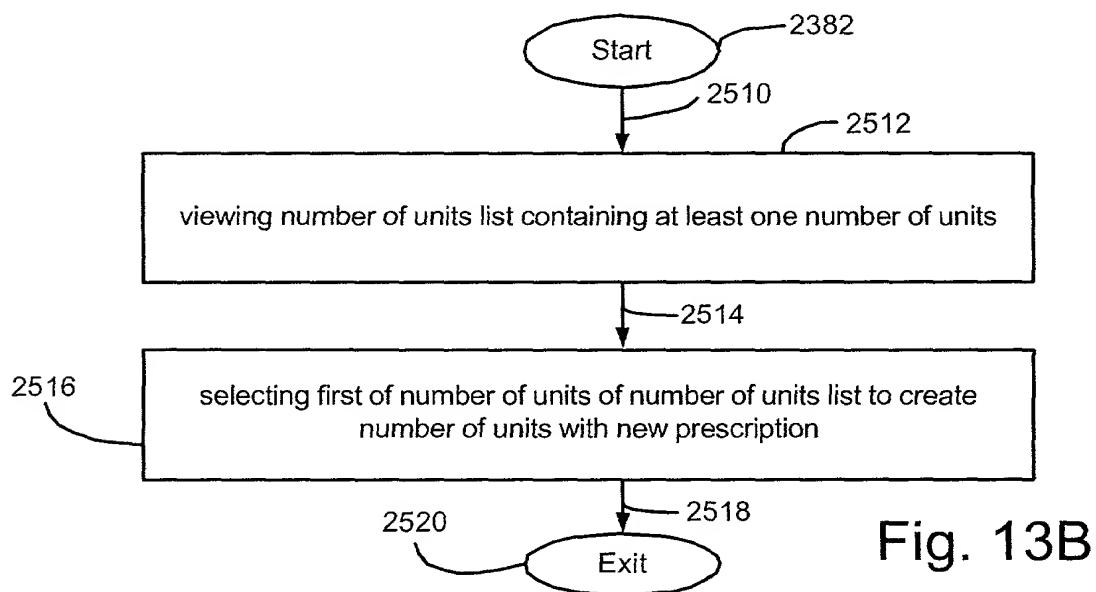 Start
2382
2510
2512
viewing number of units list containing at least one number of units
2514
2516
selecting first of number of units of number of units list to create
number of units with new prescription
2518
2520
Exit
Fig. 13B